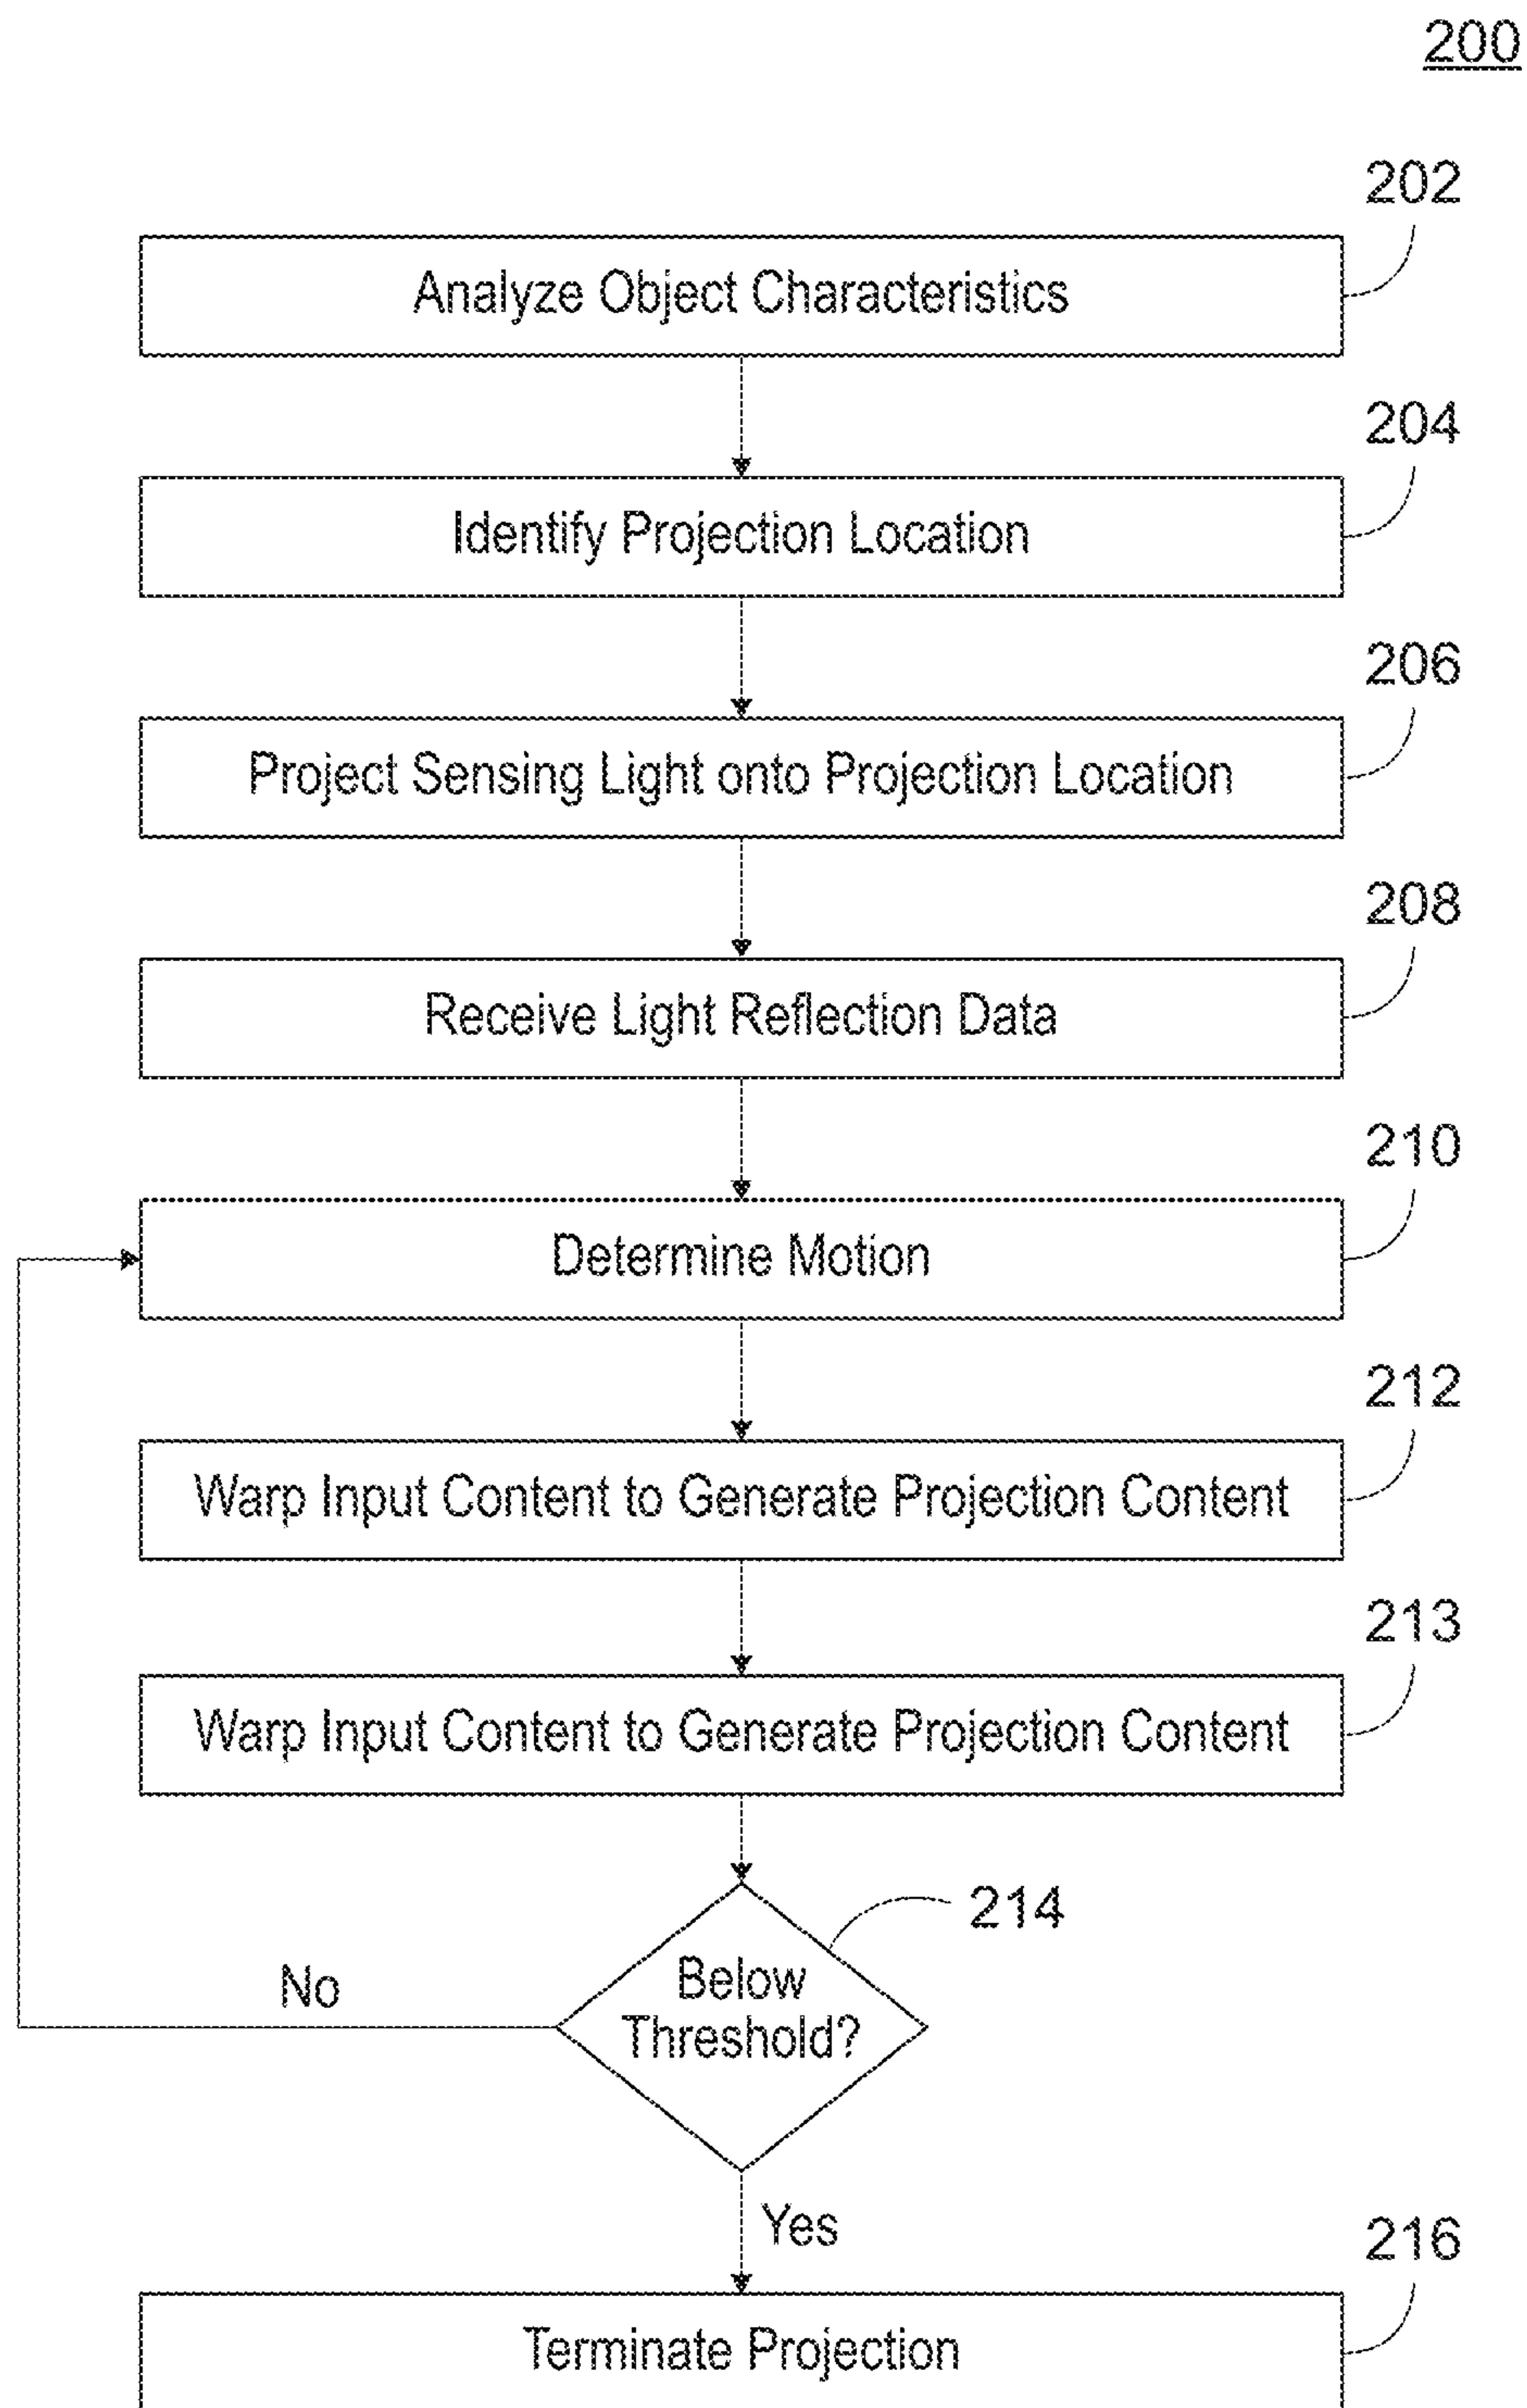 200
202
Analyze Object Characteristics
204
Identify Projection Location
206
Project Sensing Light onto Projection Location
208
Receive Light Reflection Data
210
Determine Motion
212
Warp Input Content to Generate Projection Content
213
Warp Input Content to Generate Projection Content
214
Below
Threshold?
No
Yes
216
Terminate Projection